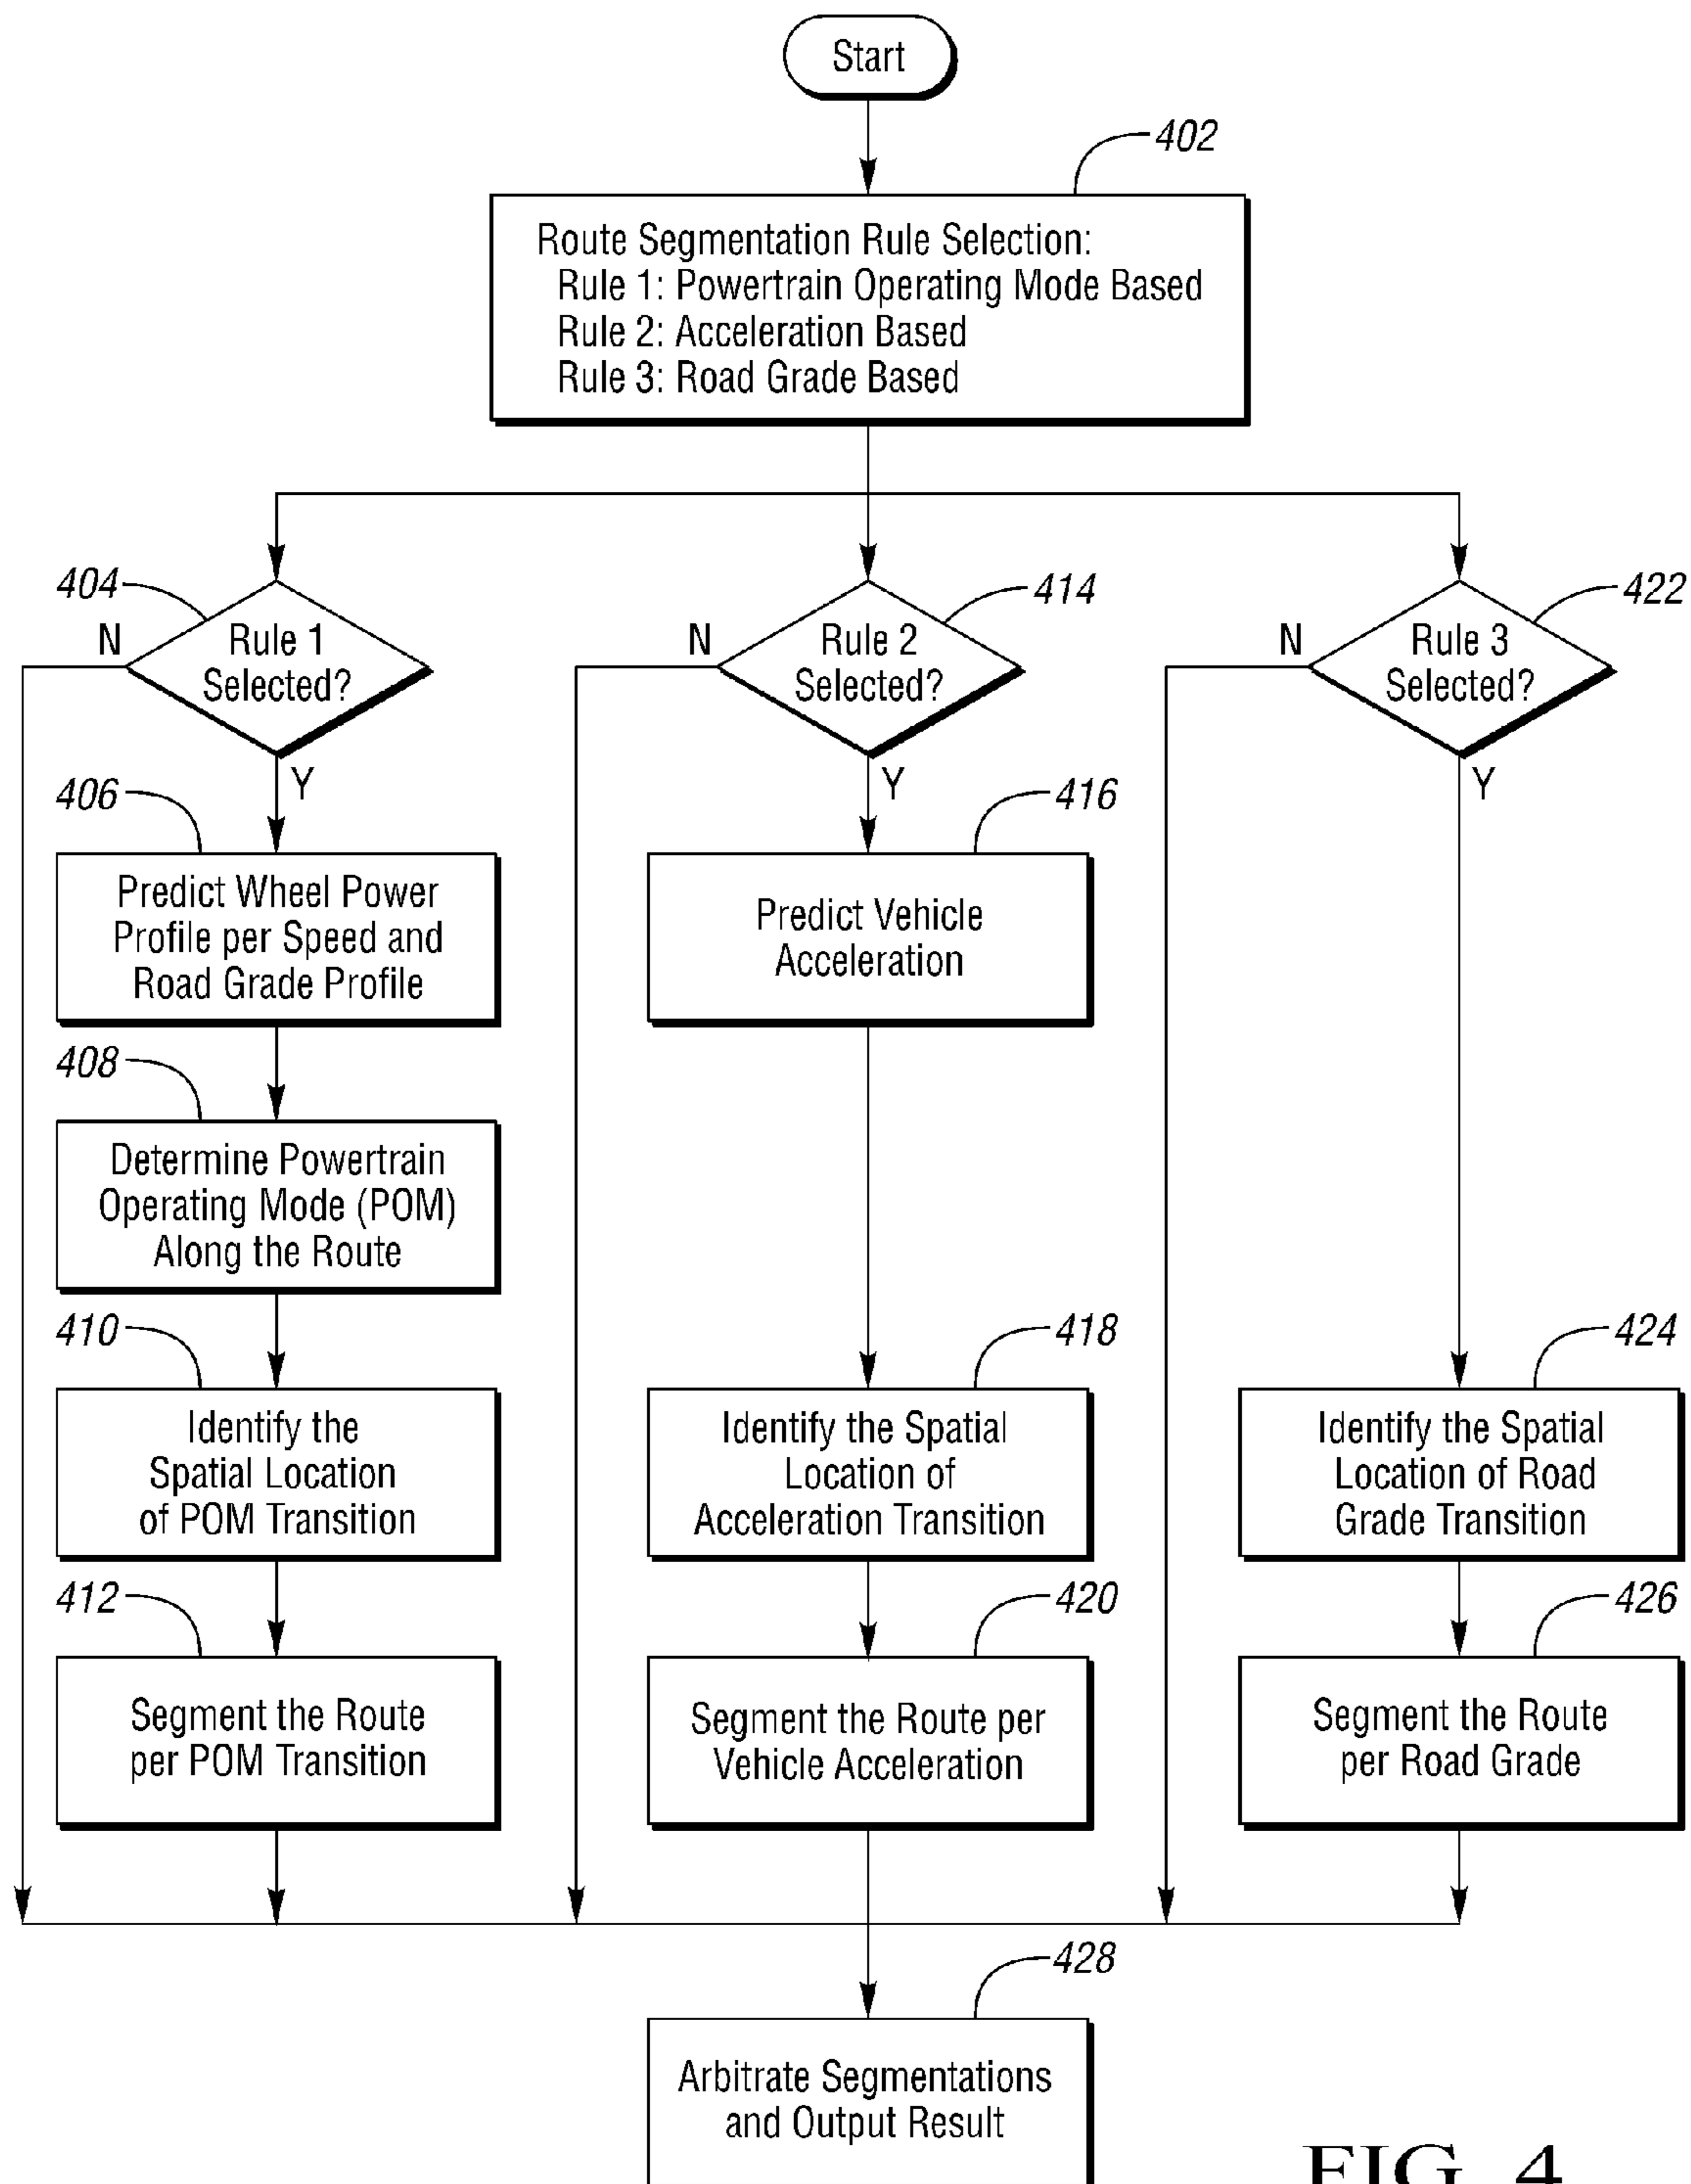 Start
402
Route Segmentation Rule Selection:
Rule 1: Powertrain Operating Mode Based
Rule 2: Acceleration Based
Rule 3: Road Grade Based
404
N
Rule 1
Selected?
Y
414
N
Rule 2
Selected?
Y
422
N
Rule 3
Selected?
Y
406
Predict Wheel Power
Profile per Speed and
Road Grade Profile
416
Predict Vehicle
Acceleration
408
Determine Powertrain
Operating Mode (POM)
Along the Route
410
Identify the
Spatial Location
of POM Transition
418
Identify the Spatial
Location of
Acceleration Transition
424
Identify the Spatial
Location of Road
Grade Transition
412
Segment the Route
per POM Transition
420
Segment the Route per
Vehicle Acceleration
426
Segment the Route
per Road Grade
428
Arbitrate Segmentations
and Output Result
FIG. 4